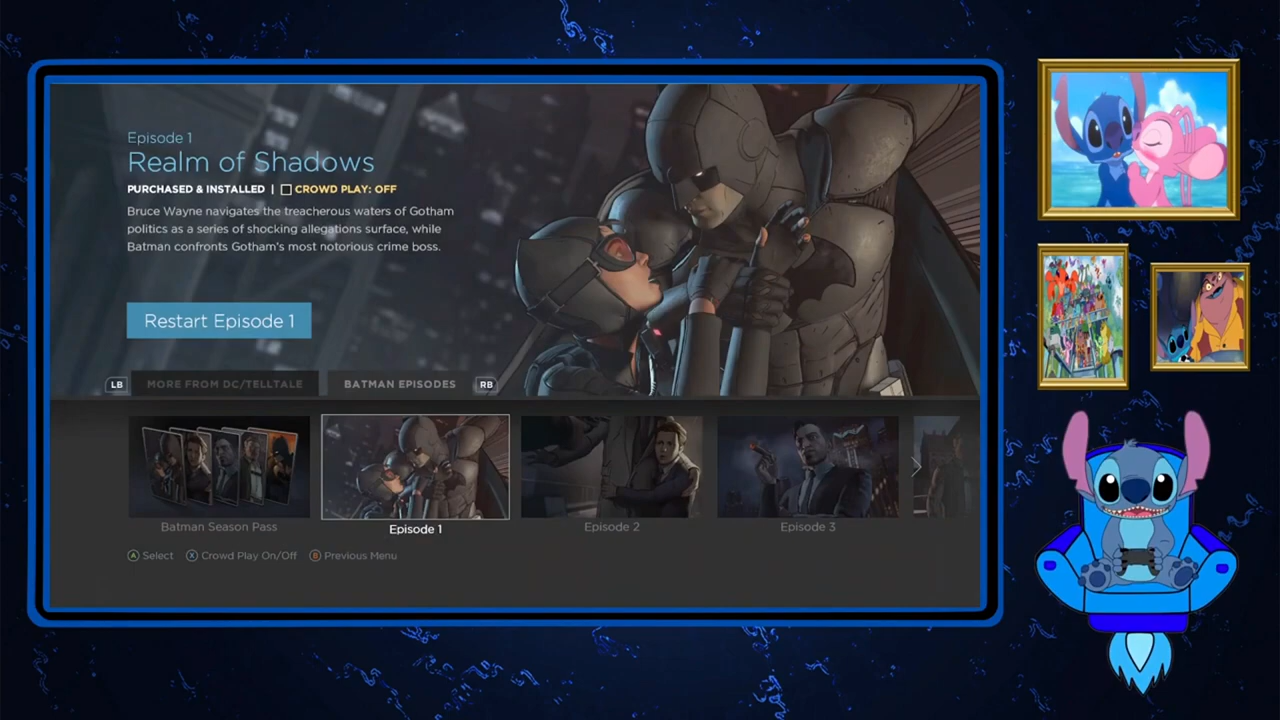 Episode 1
Realm of Shadows
PURCHASED & INSTALLED | CROWD PLAY: OFF
Bruce Wayne navigates the treacherous waters of Gotham
politics as a series of shocking allegations surface, while
Batman confronts Gotham's most notorious crime boss.
Restart Episode 1
LB MORE FROM DC/TELLTALE BATMAN EPISODES RB
Batman Season Pass Episode 1 Episode 2 Episode 3
A Select X Crowd Play On/Off B Previous Menu